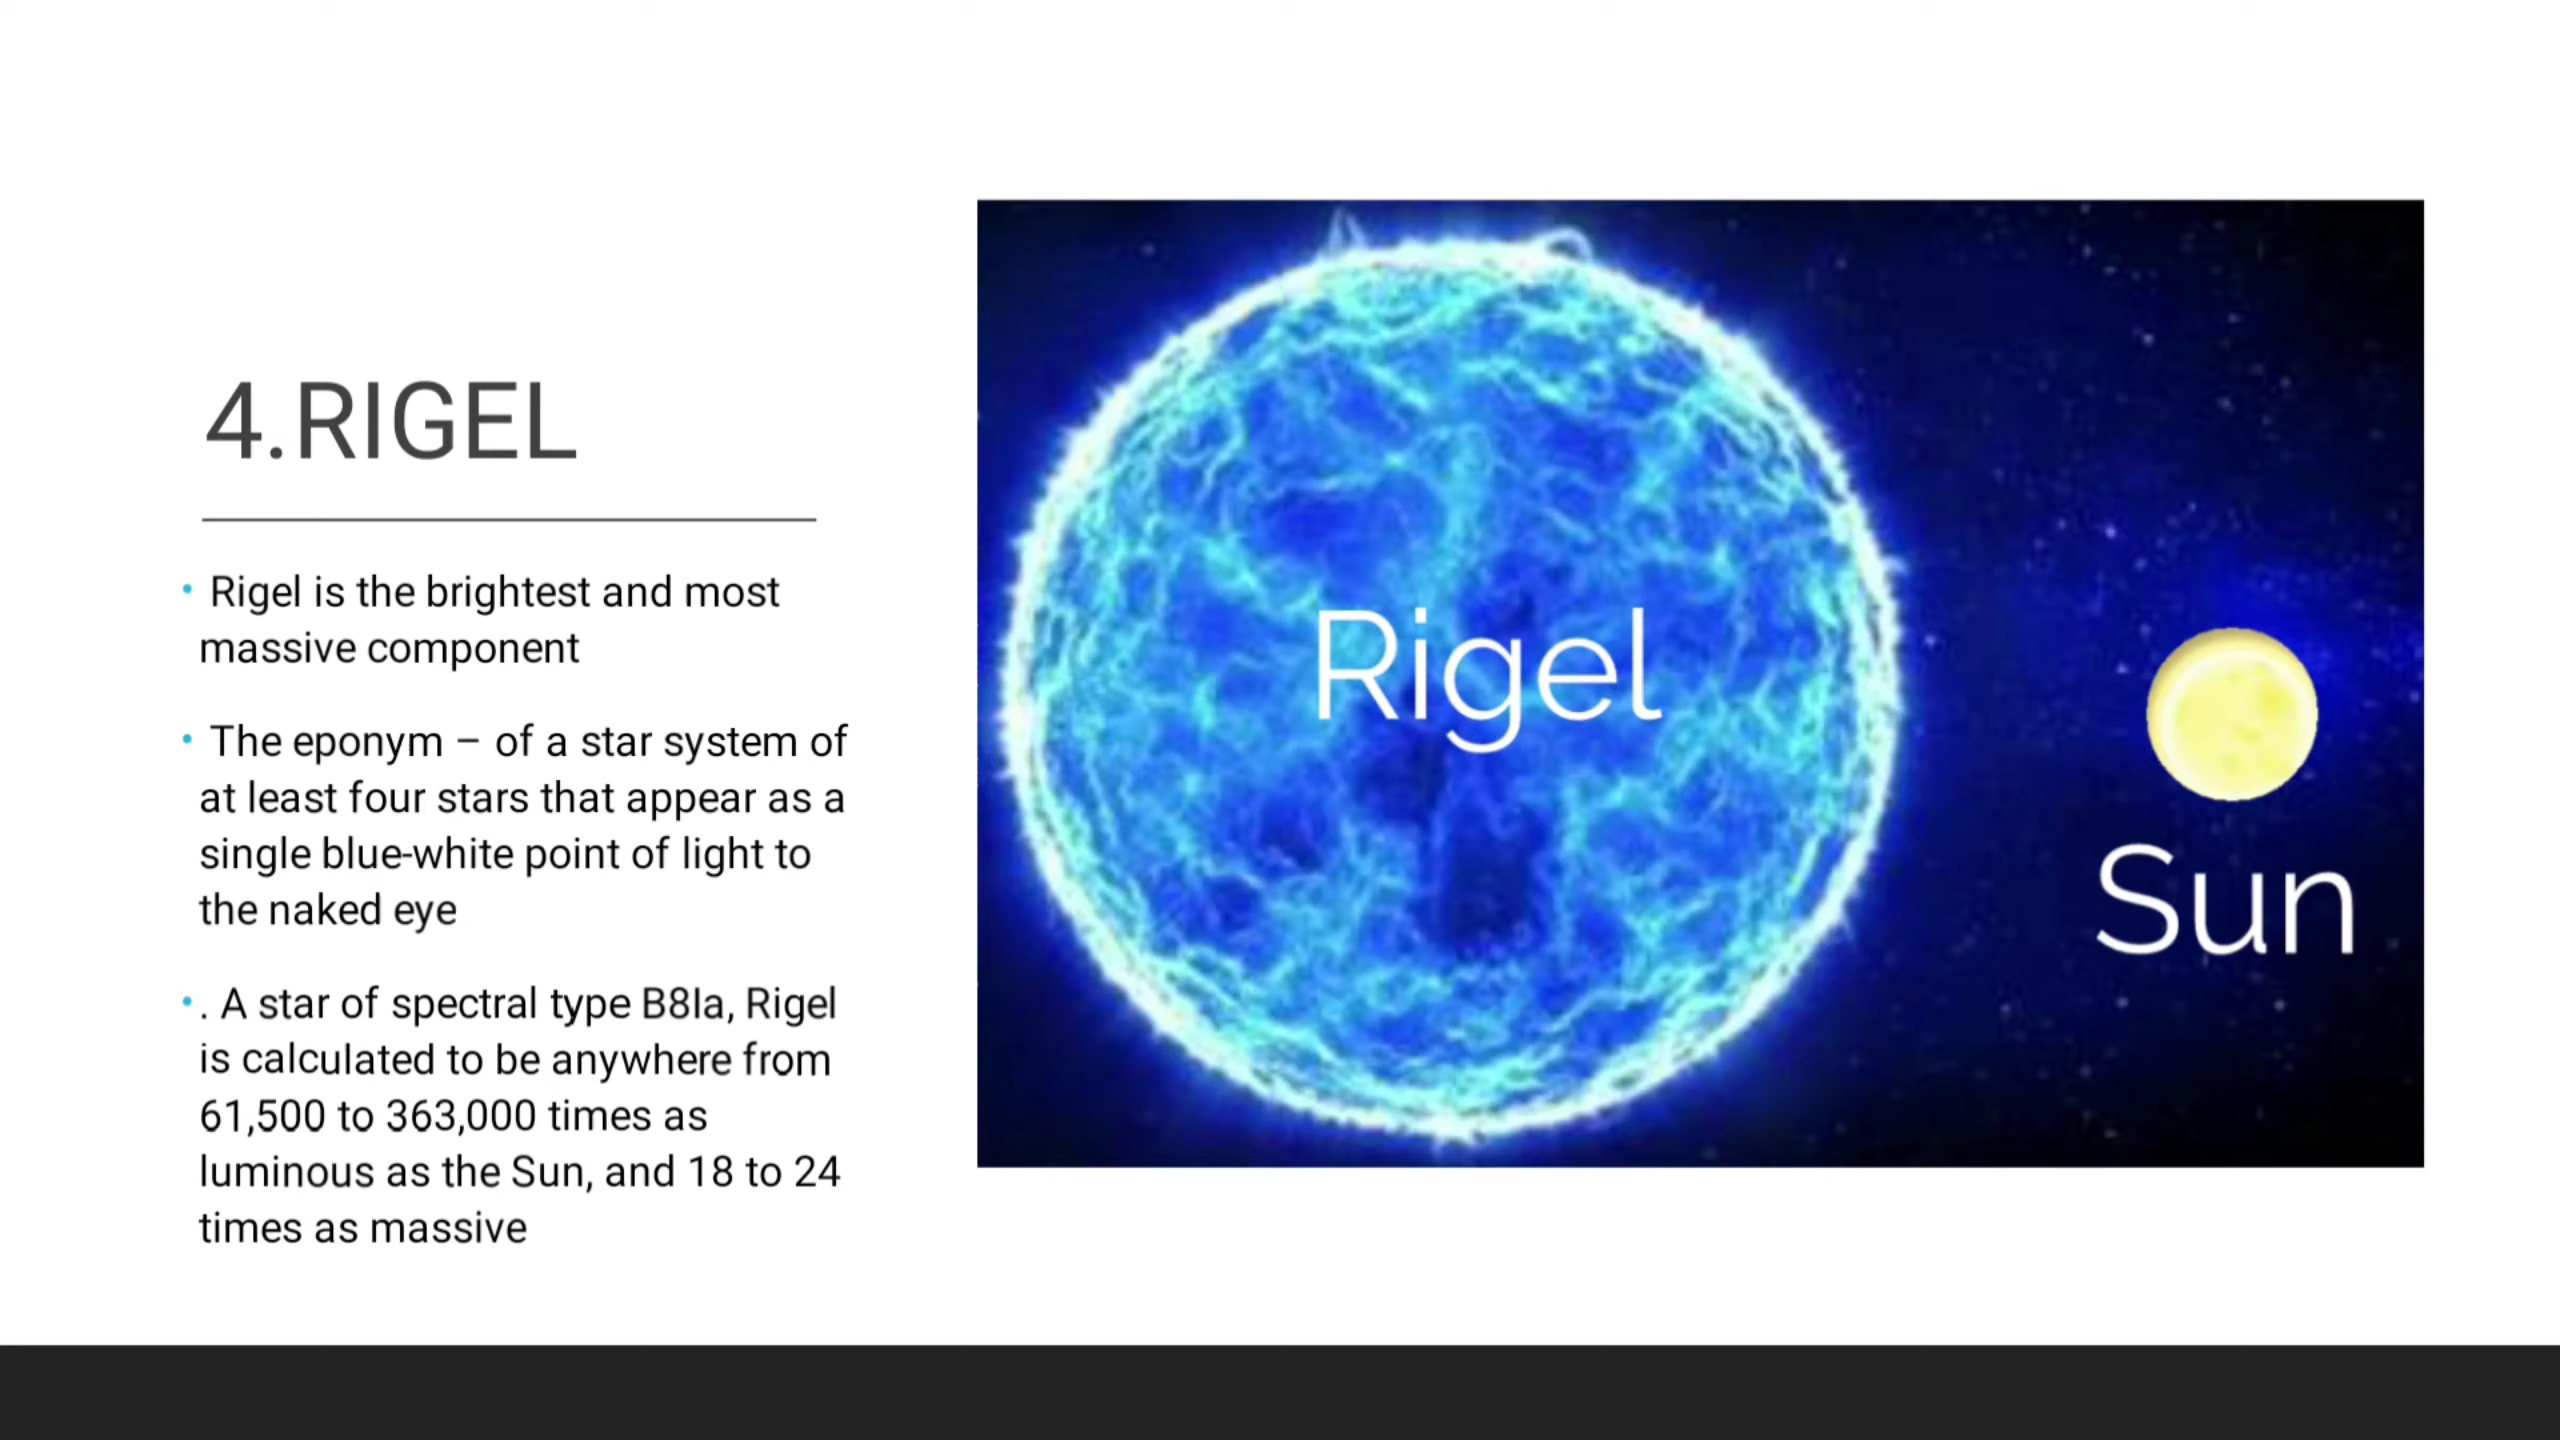 4.RIGEL
• Rigel is the brightest and most
massive component
• The eponym – of a star system of
at least four stars that appear as a
single blue-white point of light to
the naked eye
• . A star of spectral type B8Ia, Rigel
is calculated to be anywhere from
61,500 to 363,000 times as
luminous as the Sun, and 18 to 24
times as massive
Rigel
Sun